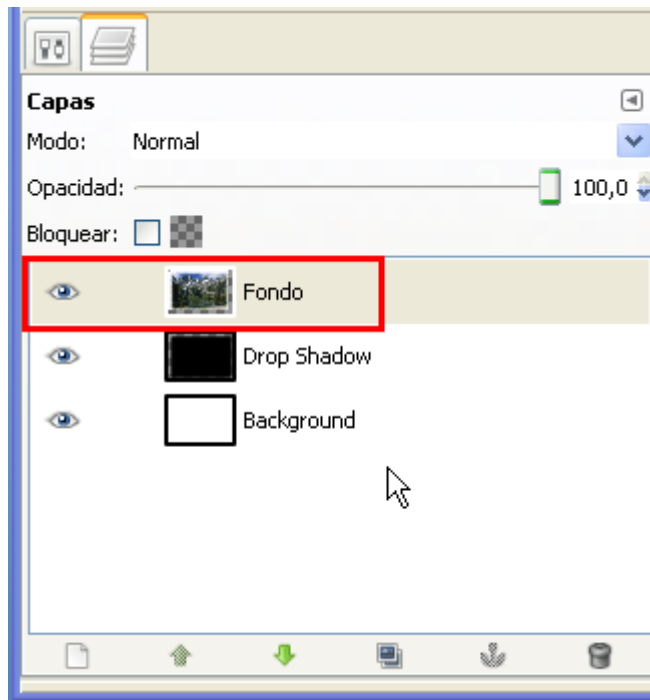 Capas
Modo: Normal
Opacidad: 100,0
Bloquear:
Fondo
Drop Shadow
Background